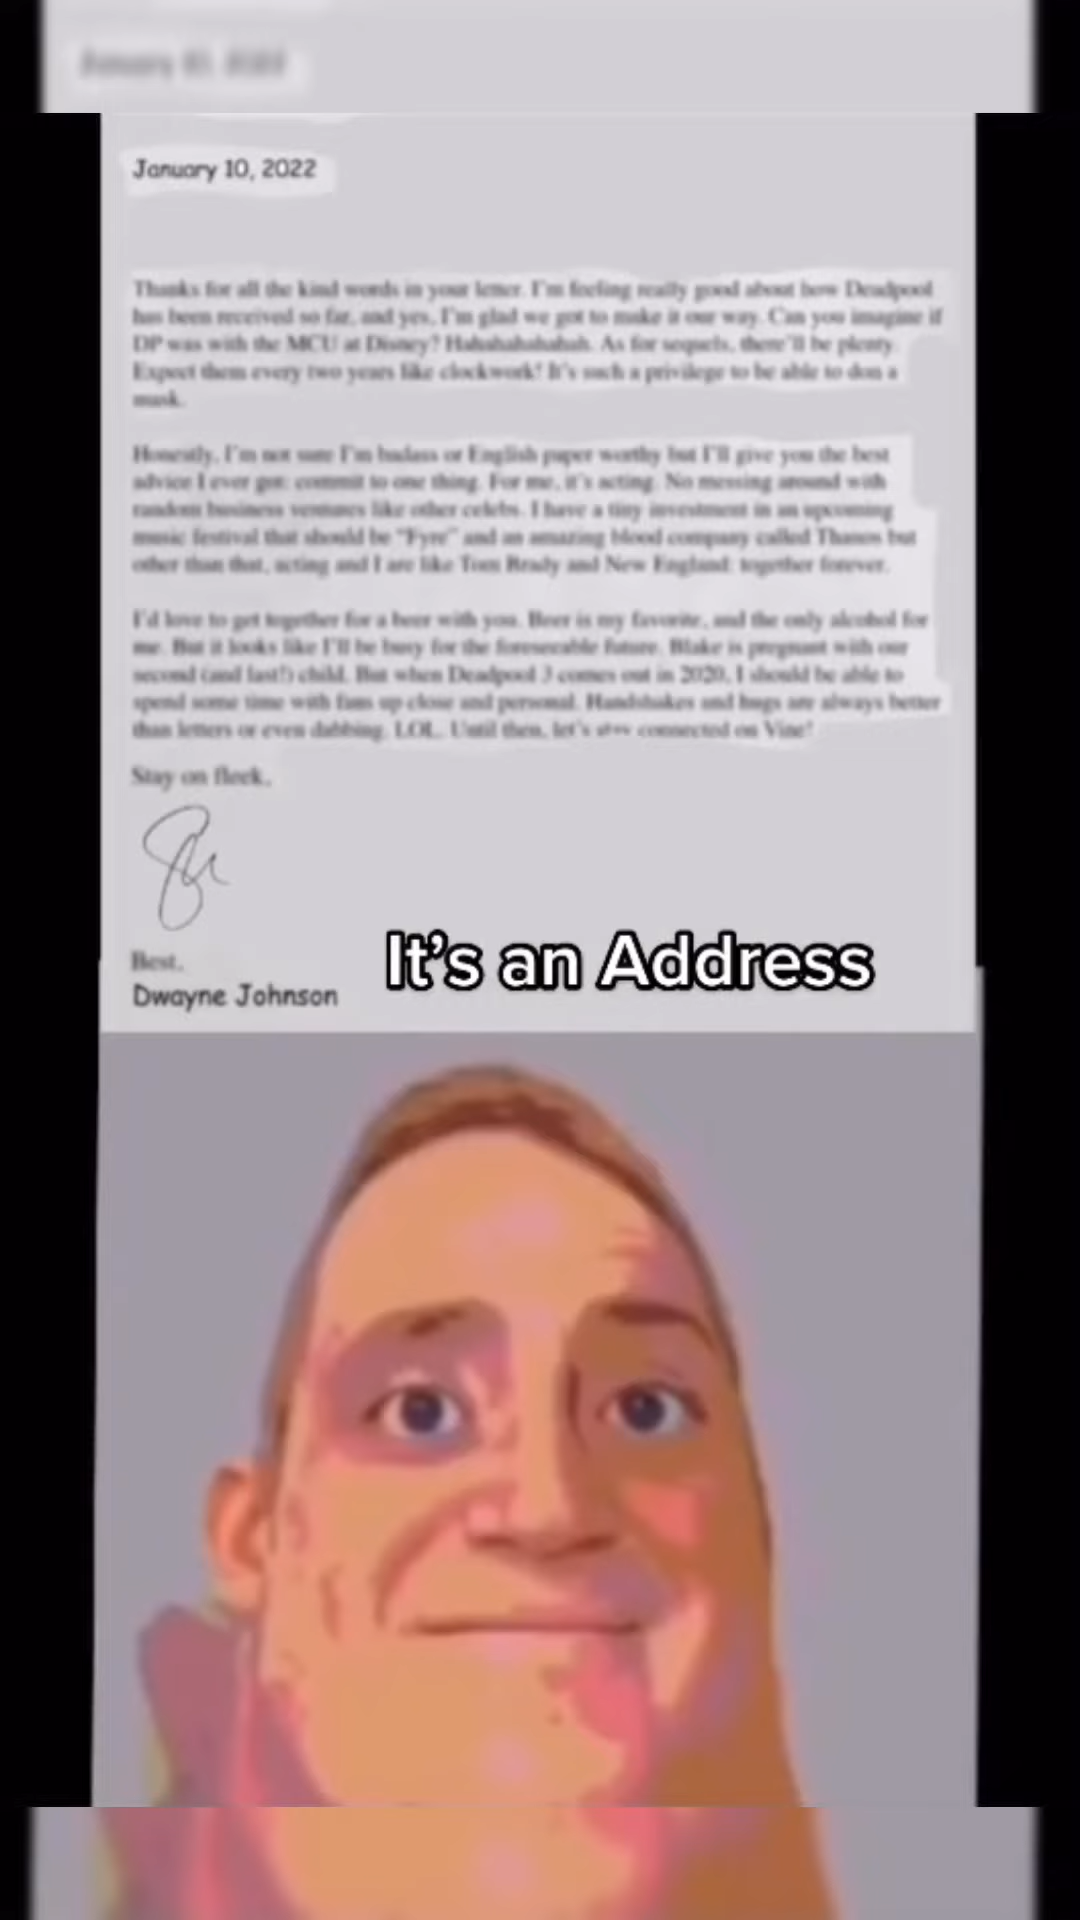 January 10, 2022
Thanks for all the kind words in your letter. I'm feeling really good about how Deadpool
has been received so far, and yes, I'm glad we got to make it our way. Can you imagine if
DP was with the MCU at Disney? Hahahahahahah. As for sequels, there'll be plenty.
Expect them every two years like clockwork! It's such a privilege to be able to don a
mask.
Honestly, I'm not sure I'm badass or English paper worthy but I'll give you the best
advice I ever got: commit to one thing. For me, it's acting. No messing around with
random business ventures like other celebs. I have a tiny investment in an upcoming
music festival that should be "Fyre" and an amazing blood company called Thanos but
other than that, acting and I are like Tom Brady and New England: together forever.
I'd love to get together for a beer with you. Beer is my favorite, and the only alcohol for
me. But it looks like I'll be busy for the foreseeable future. Blake is pregnant with our
second (and last!) child. But when Deadpool 3 comes out in 2020, I should be able to
spend some time with fans up close and personal. Handshakes and hugs are always better
than letters or even dabbing. LOL. Until then, let's stay connected on Vine!
Stay on fleek,
Best,
Dwayne Johnson
It's an Address